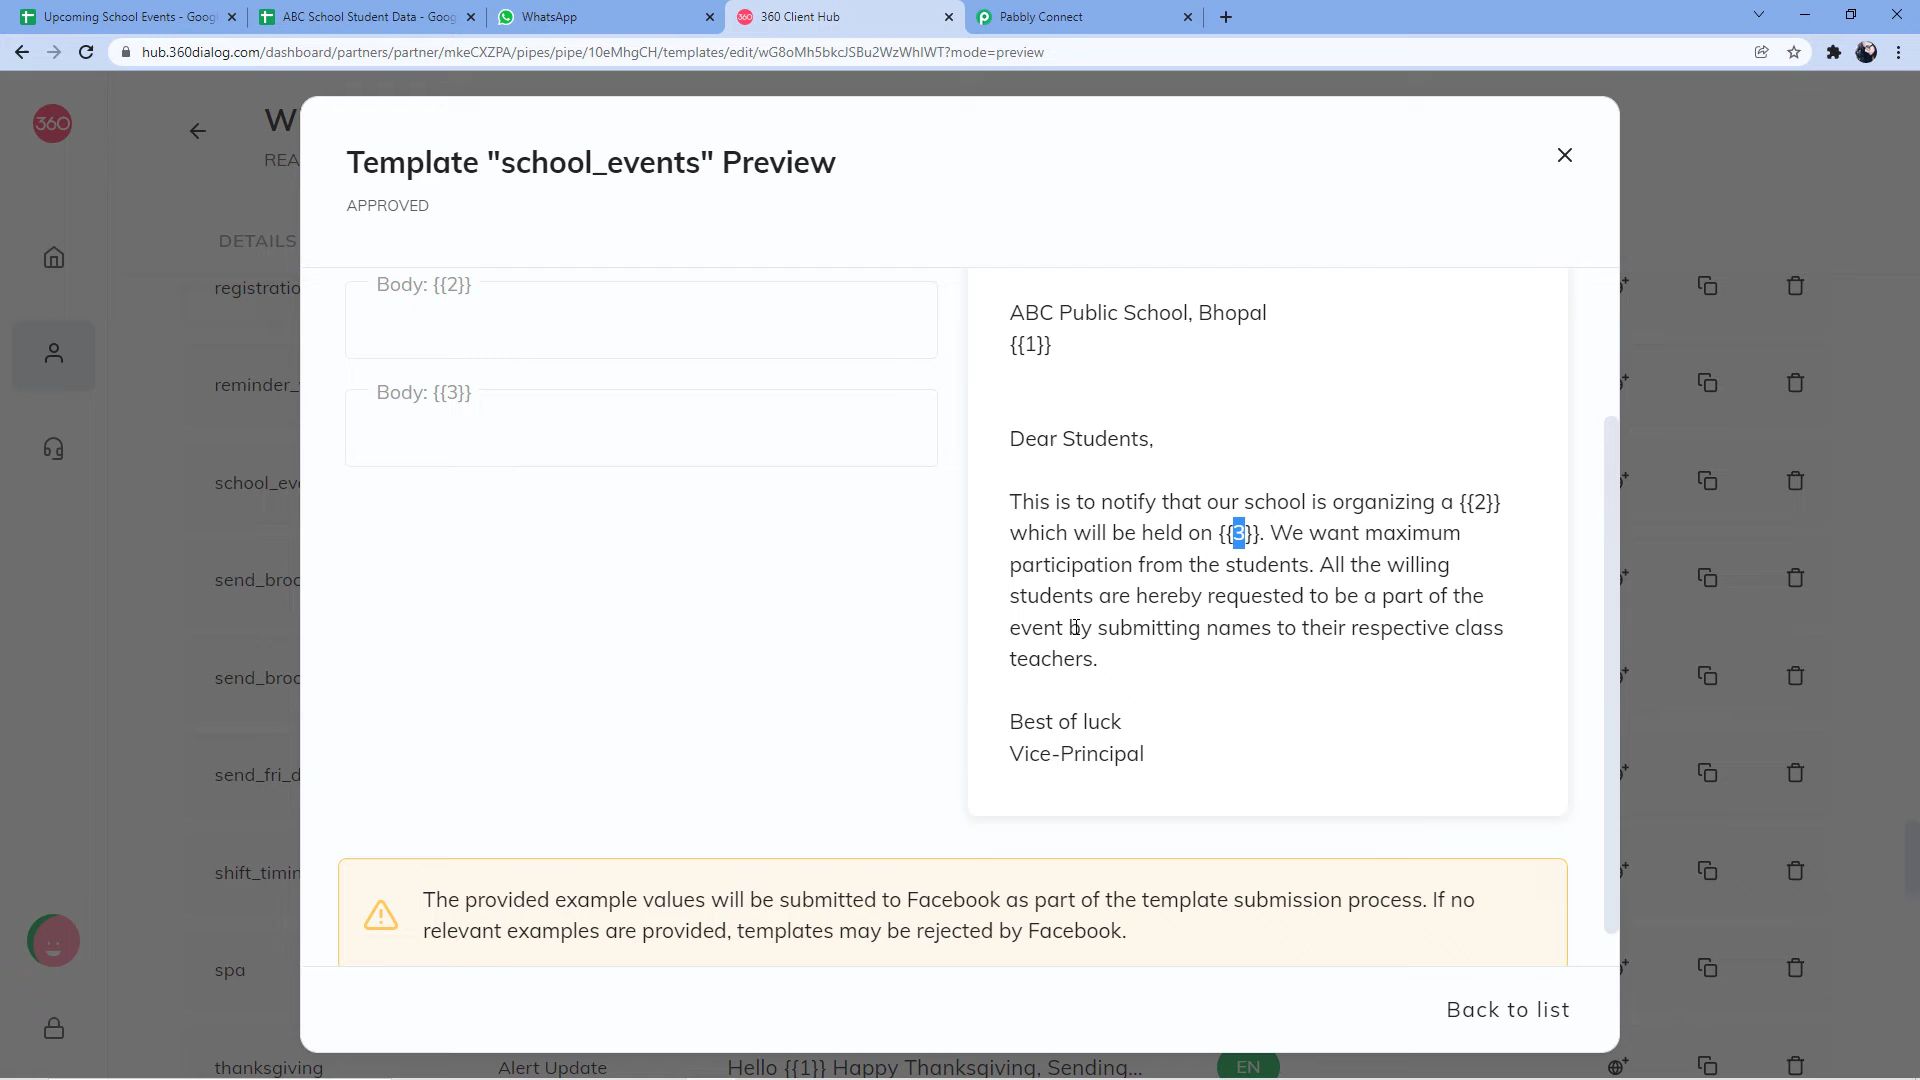 Upcoming School Events - Goog
ABC School Student Data - Goog
WhatsApp
360 Client Hub
Pabbly Connect
hub.360dialog.com/dashboard/partners/partner/mkeCXZPA/pipes/pipe/10eMhgCH/templates/edit/wG8oMh5bkcJSBu2WzWhIWT?mode=preview
360
W
REA
DETAILS
registratio
reminder_
school_eve
send_broc
send_broc
send_fri_d
shift_timin
spa
thanksgiving
Alert Update
Hello {{1}} Happy Thanksgiving, Sending...
EN
Template "school_events" Preview
APPROVED
Body: {{2}}
Body: {{3}}
ABC Public School, Bhopal
{{1}}
Dear Students,
This is to notify that our school is organizing a {{2}}
which will be held on {{3}}. We want maximum
participation from the students. All the willing
students are hereby requested to be a part of the
event by submitting names to their respective class
teachers.
Best of luck
Vice-Principal
The provided example values will be submitted to Facebook as part of the template submission process. If no
relevant examples are provided, templates may be rejected by Facebook.
Back to list